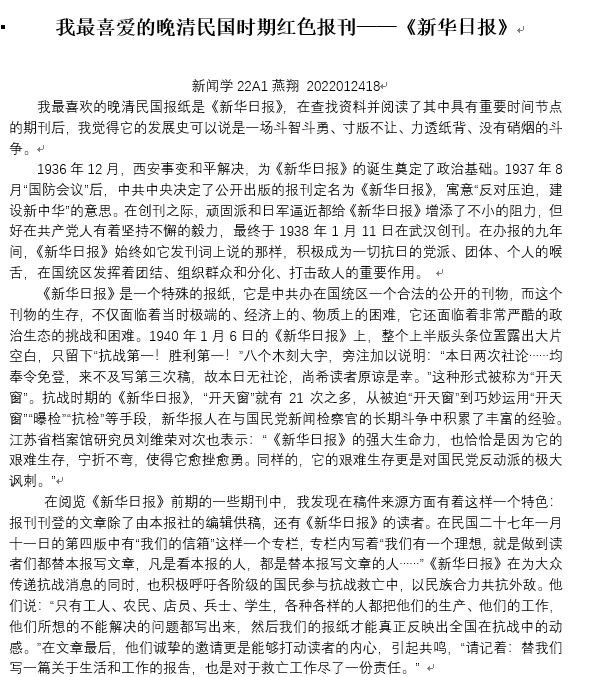 我最喜爱的晚清民国时期红色报刊——《新华日报》
新闻学 22A1 燕翔 2022012418
我最喜欢的晚清民国报纸是《新华日报》，在查找资料并阅读了其中具有重要时间节点
的期刊后，我觉得它的发展史可以说是一场斗智斗勇、寸版不让、力透纸背、没有硝烟的斗
争。
1936 年 12 月，西安事变和平解决，为《新华日报》的诞生奠定了政治基础。1937 年 8
月“国防会议”后，中共中央决定了公开出版的报刊定名为《新华日报》，寓意“反对压迫，建
设新中华”的意思。在创刊之际，顽固派和日军逼近都给《新华日报》增添了不小的阻力，但
好在共产党人有着坚持不懈的毅力，最终于 1938 年 1 月 11 日在武汉创刊。在办报的九年
间，《新华日报》始终如它发刊词上说的那样，积极成为一切抗日的党派、团体、个人的喉
舌，在国统区发挥着团结、组织群众和分化、打击敌人的重要作用。
《新华日报》是一个特殊的报纸，它是中共办在国统区一个合法的公开的刊物，而这个
刊物的生存，不仅面临着当时极端的、经济上的、物质上的困难，它还面临着非常严酷的政
治生态的挑战和困难。1940 年 1 月 6 日的《新华日报》上，整个上半版头条位置露出大片
空白，只留下“抗战第一！胜利第一！”八个木刻大字，旁注加以说明：“本日两次社论……均
奉令免登，来不及写第三次稿，故本日无社论，尚希读者原谅是幸。”这种形式被称为“开天
窗”。抗战时期的《新华日报》，“开天窗”就有 21 次之多，从被迫“开天窗”到巧妙运用“开天
窗”“曝检”“抗检”等手段，新华报人在与国民党新闻检察官的长期斗争中积累了丰富的经验。
江苏省档案馆研究员刘维荣对次也表示：“《新华日报》的强大生命力，也恰恰是因为它的
艰难生存，宁折不弯，使得它愈挫愈勇。同样的，它的艰难生存更是对国民党反动派的极大
讽刺。”
在阅览《新华日报》前期的一些期刊中，我发现在稿件来源方面有着这样一个特色：
报刊刊登的文章除了由本报社的编辑供稿，还有《新华日报》的读者。在民国二十七年一月
十一日的第四版中有“我们的信箱”这样一个专栏，专栏内写着“我们有一个理想，就是做到读
者们都替本报写文章，凡是看本报的人，都是替本报写文章的人……”《新华日报》在为大众
传递抗战消息的同时，也积极呼吁各阶级的国民参与抗战救亡中，以民族合力共抗外敌。他
们说：“只有工人、农民、店员、兵士、学生，各种各样的人都把他们的生产、他们的工作，
他们所想的不能解决的问题都写出来，然后我们的报纸才能真正反映出全国在抗战中的动
感。”在文章最后，他们诚挚的邀请更是能够打动读者的内心，引起共鸣，“请记着：替我们
写一篇关于生活和工作的报告，也是对于救亡工作尽了一份责任。”